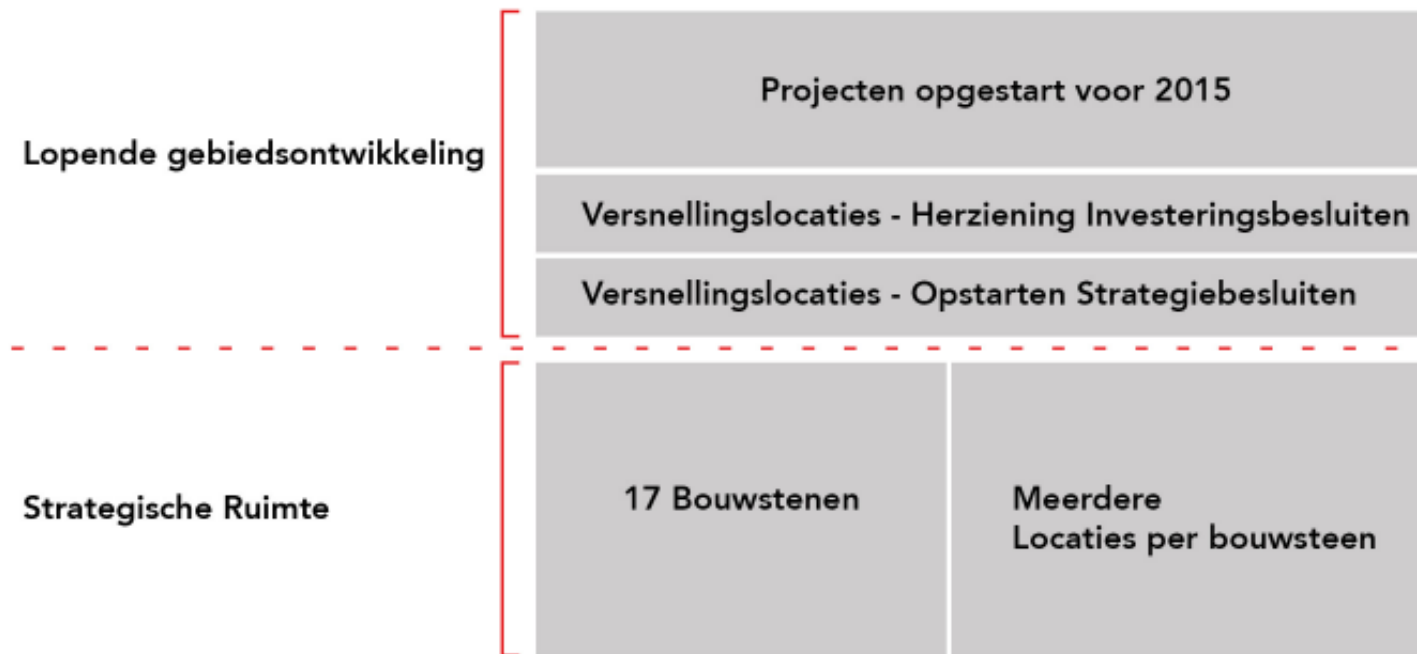 Lopende gebiedsontwikkeling
Projecten opgestart voor 2015
Versnellingslocaties - Herziening Investeringsbesluiten
Versnellingslocaties - Opstarten Strategiebesluiten
Strategische Ruimte
17 Bouwstenen
Meerdere
Locaties per bouwsteen